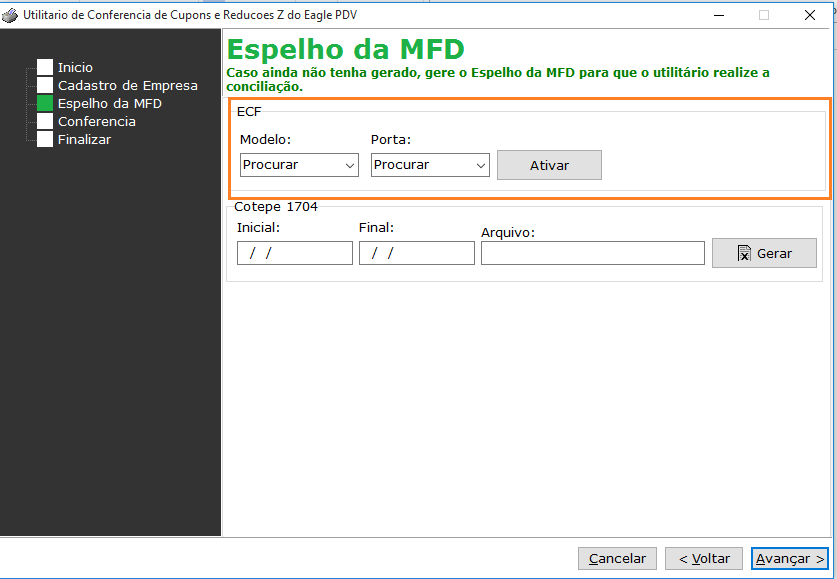 Utilitario de Conferencia de Cupons e Reducoes Z do Eagle PDV
Inicio
Cadastro de Empresa
Espelho da MFD
Conferencia
Finalizar
Espelho da MFD
Caso ainda não tenha gerado, gere o Espelho da MFD para que o utilitário realize a
conciliação.
ECF
Modelo: Porta:
Procurar Procurar Ativar
Cotepe 1704
Inicial: Final: Arquivo:
/ / / / Gerar
Cancelar < Voltar Avançar >